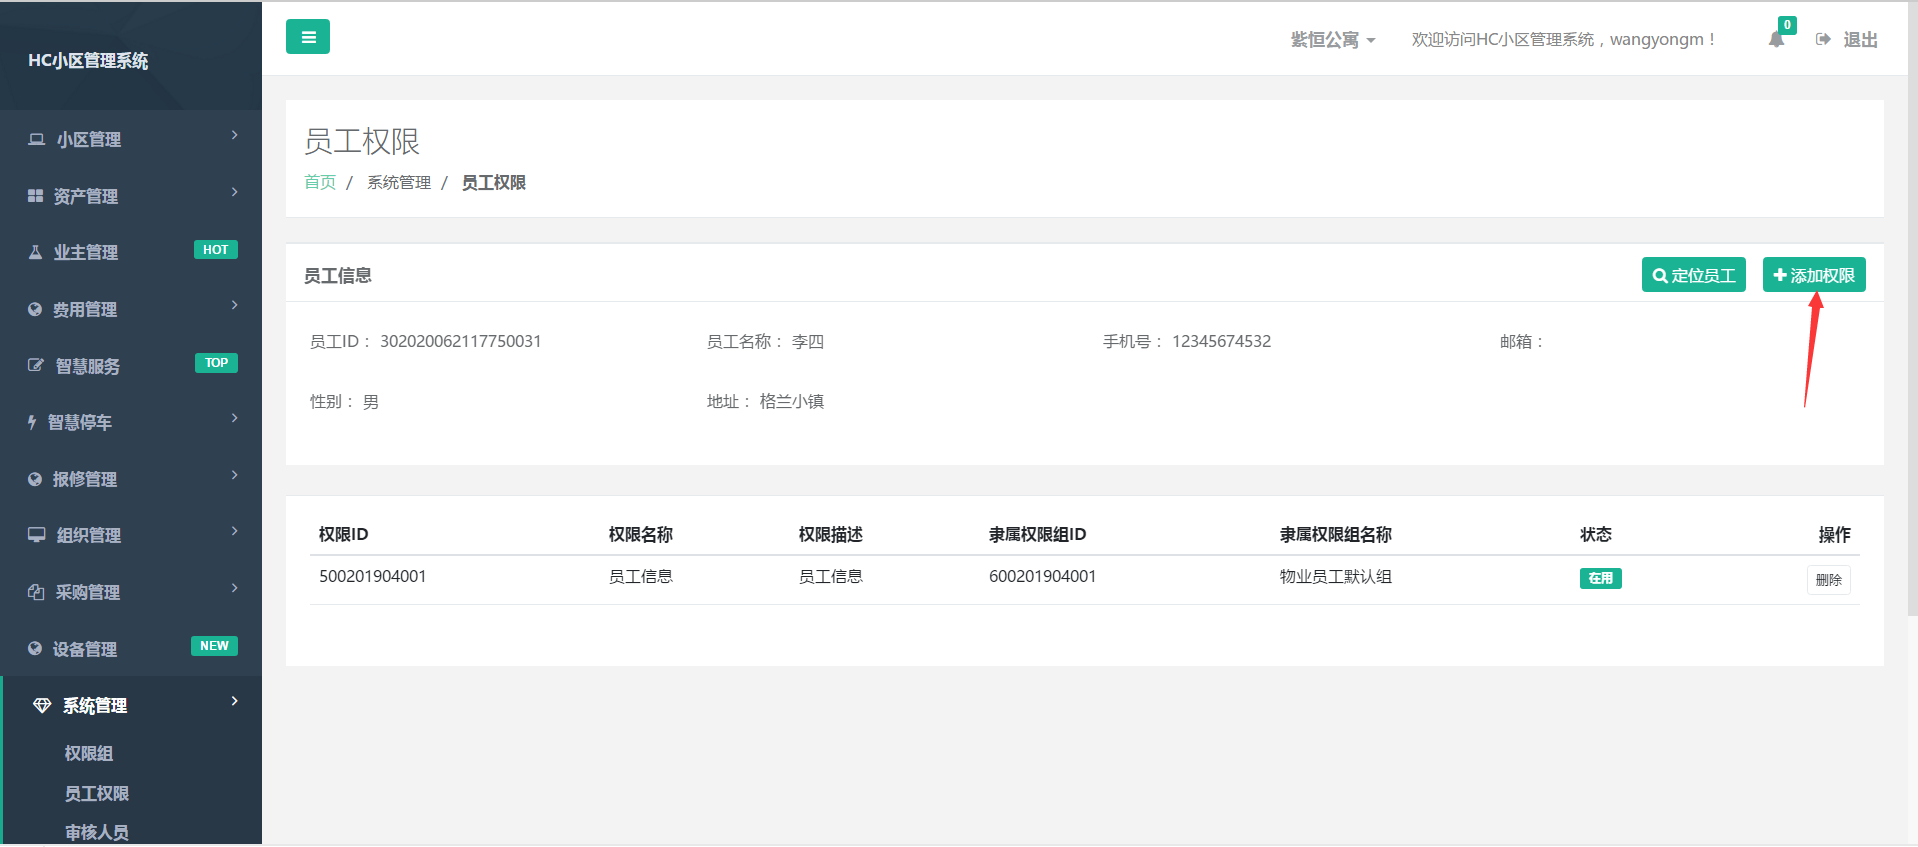 HC小区管理系统
紫恒公寓
欢迎访问HC小区管理系统，wangyongm！
0
退出
小区管理
资产管理
业主管理 HOT
费用管理
智慧服务 TOP
智慧停车
报修管理
组织管理
采购管理
设备管理 NEW
系统管理
权限组
员工权限
审核人员
员工权限
首页 / 系统管理 / 员工权限
员工信息
定位员工
添加权限
员工ID： 302020062117750031 员工名称： 李四 手机号： 12345674532 邮箱：
性别： 男 地址： 格兰小镇
权限ID 权限名称 权限描述 隶属权限组ID 隶属权限组名称 状态 操作
500201904001 员工信息 员工信息 600201904001 物业员工默认组 在用 删除